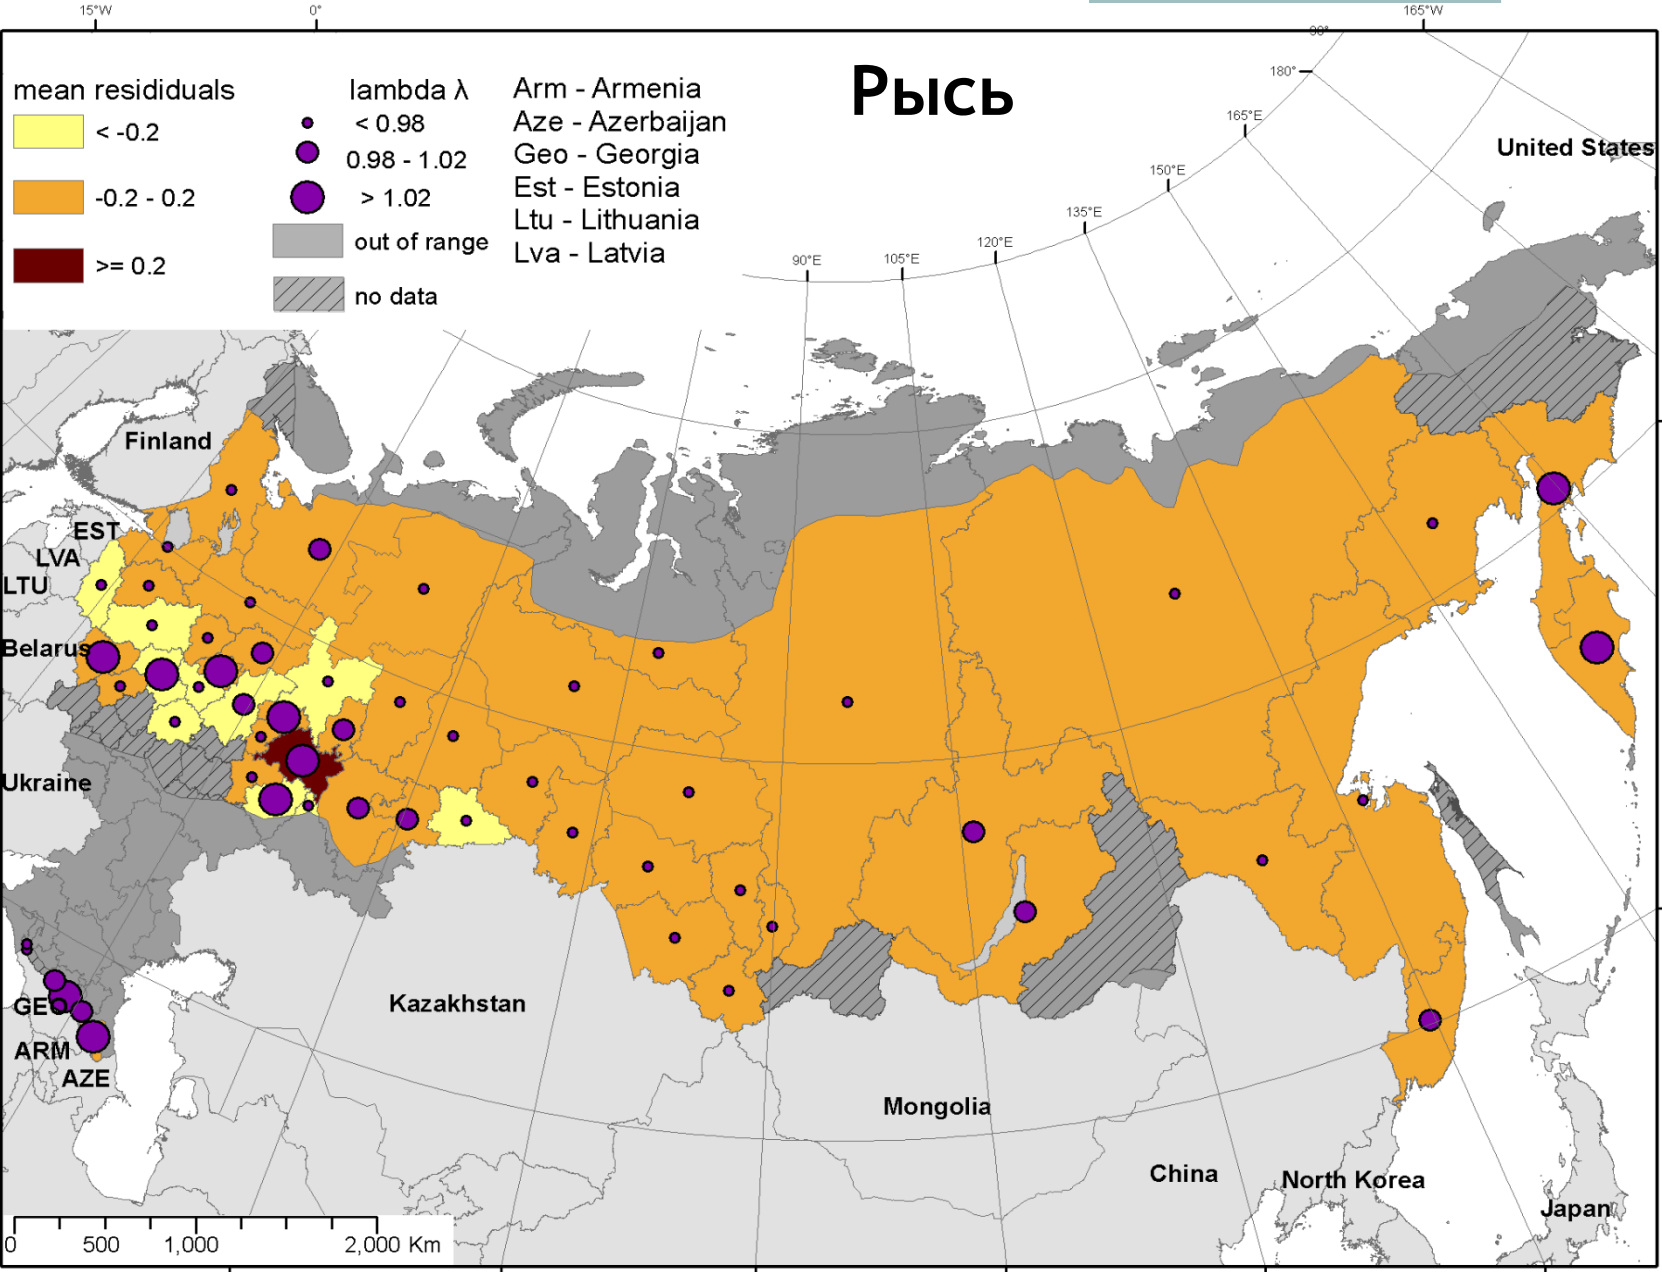 15°W
0°
165°W
90°
180°
165°E
150°E
135°E
120°E
105°E
90°E
Рысь
mean resididuals
< -0.2
-0.2 - 0.2
>= 0.2
lambda λ
< 0.98
0.98 - 1.02
> 1.02
out of range
no data
Arm - Armenia
Aze - Azerbaijan
Geo - Georgia
Est - Estonia
Ltu - Lithuania
Lva - Latvia
United States
Finland
EST
LVA
LTU
Belarus
Ukraine
GEO
ARM
AZE
Kazakhstan
Mongolia
China
North Korea
Japan
0 500 1,000 2,000 Km